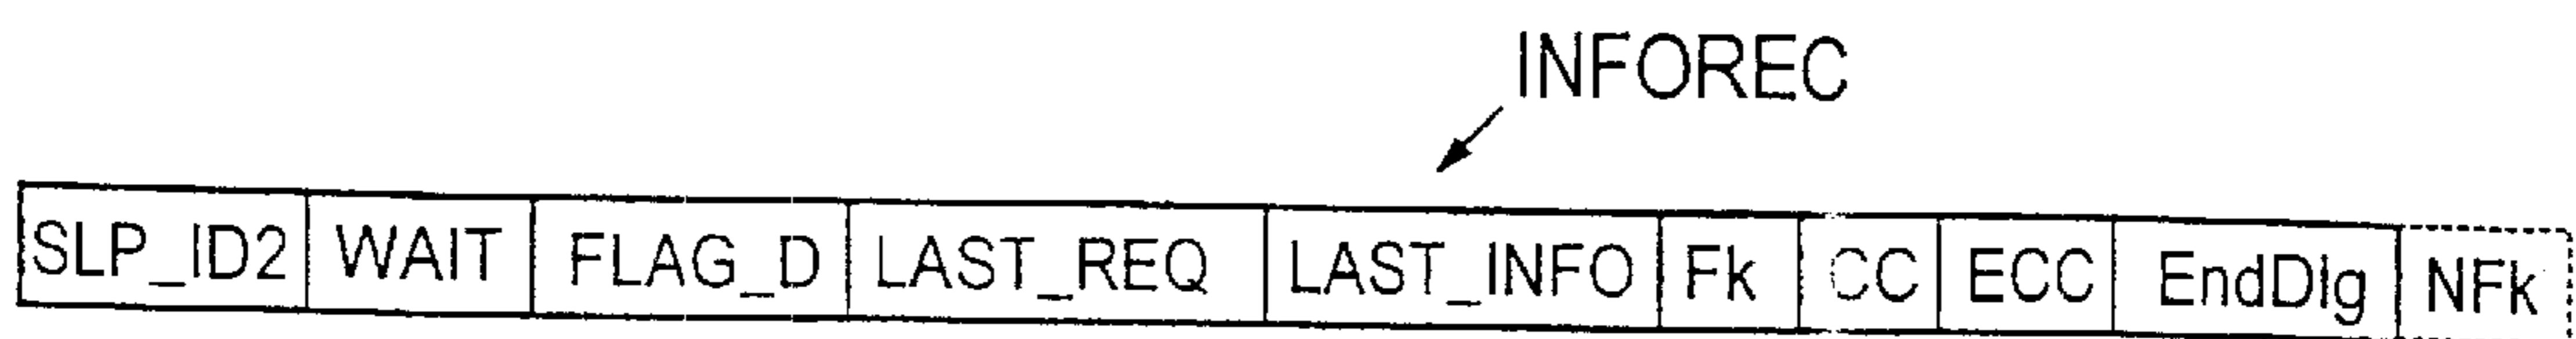 INFOREC
SLP_ID2 WAIT FLAG_D LAST_REQ LAST_INFO Fk CC ECC EndDlg NFk